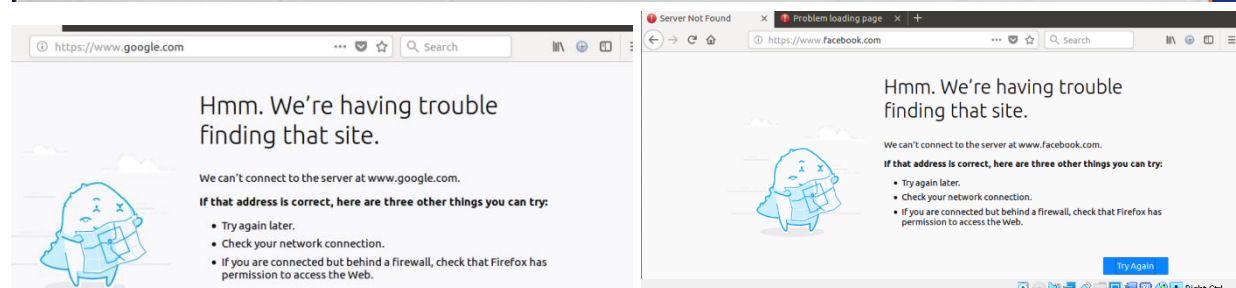 https://www.google.com
Search
Hmm. We're having trouble
finding that site.
We can't connect to the server at www.google.com.
If that address is correct, here are three other things you can try:
• Try again later.
• Check your network connection.
• If you are connected but behind a firewall, check that Firefox has
permission to access the Web.
Server Not Found
Problem loading page
https://www.facebook.com
Search
Hmm. We're having trouble
finding that site.
We can't connect to the server at www.facebook.com.
If that address is correct, here are three other things you can try:
• Try again later.
• Check your network connection.
• If you are connected but behind a firewall, check that Firefox has
permission to access the Web.
Try Again
Right Ctrl